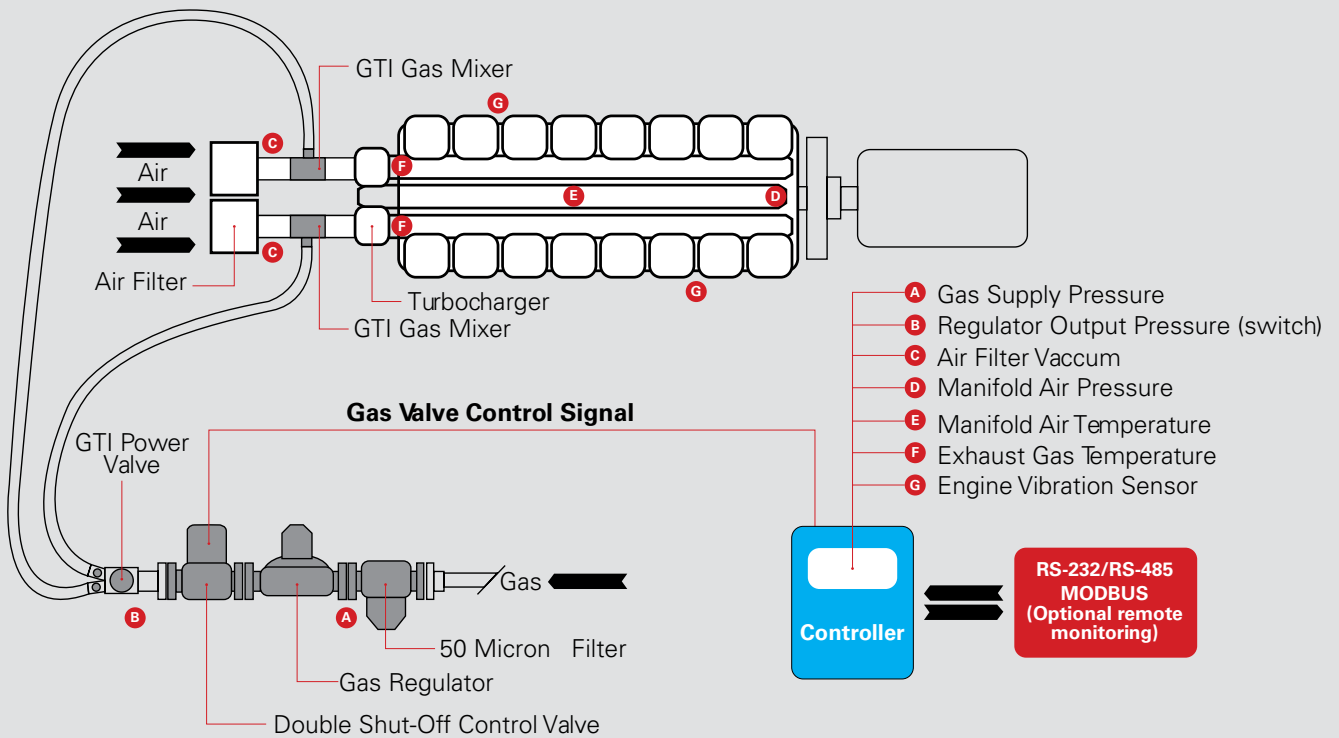 GTI Gas Mixer
G
C
Air
F
Air
E
D
F
C
Air Filter
G
Turbocharger
GTI Gas Mixer
A Gas Supply Pressure
B Regulator Output Pressure (switch)
C Air Filter Vaccum
D Manifold Air Pressure
E Manifold Air Temperature
F Exhaust Gas Temperature
G Engine Vibration Sensor
Gas Valve Control Signal
GTI Power
Valve
Gas
B
A
50 Micron Filter
Gas Regulator
Double Shut-Off Control Valve
Controller
RS-232/RS-485
MODBUS
(Optional remote
monitoring)